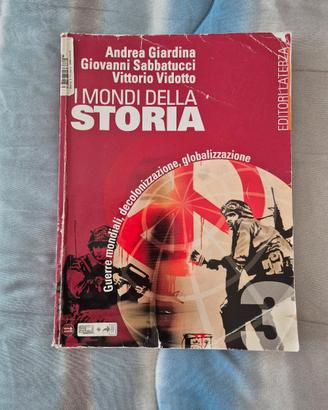 Andrea Giardina
Giovanni Sabbatucci
Vittorio Vidotto
I MONDI DELLA
STORIA
EDITORI LATERZA
Guerre mondiali, decolonizzazione, globalizzazione
3